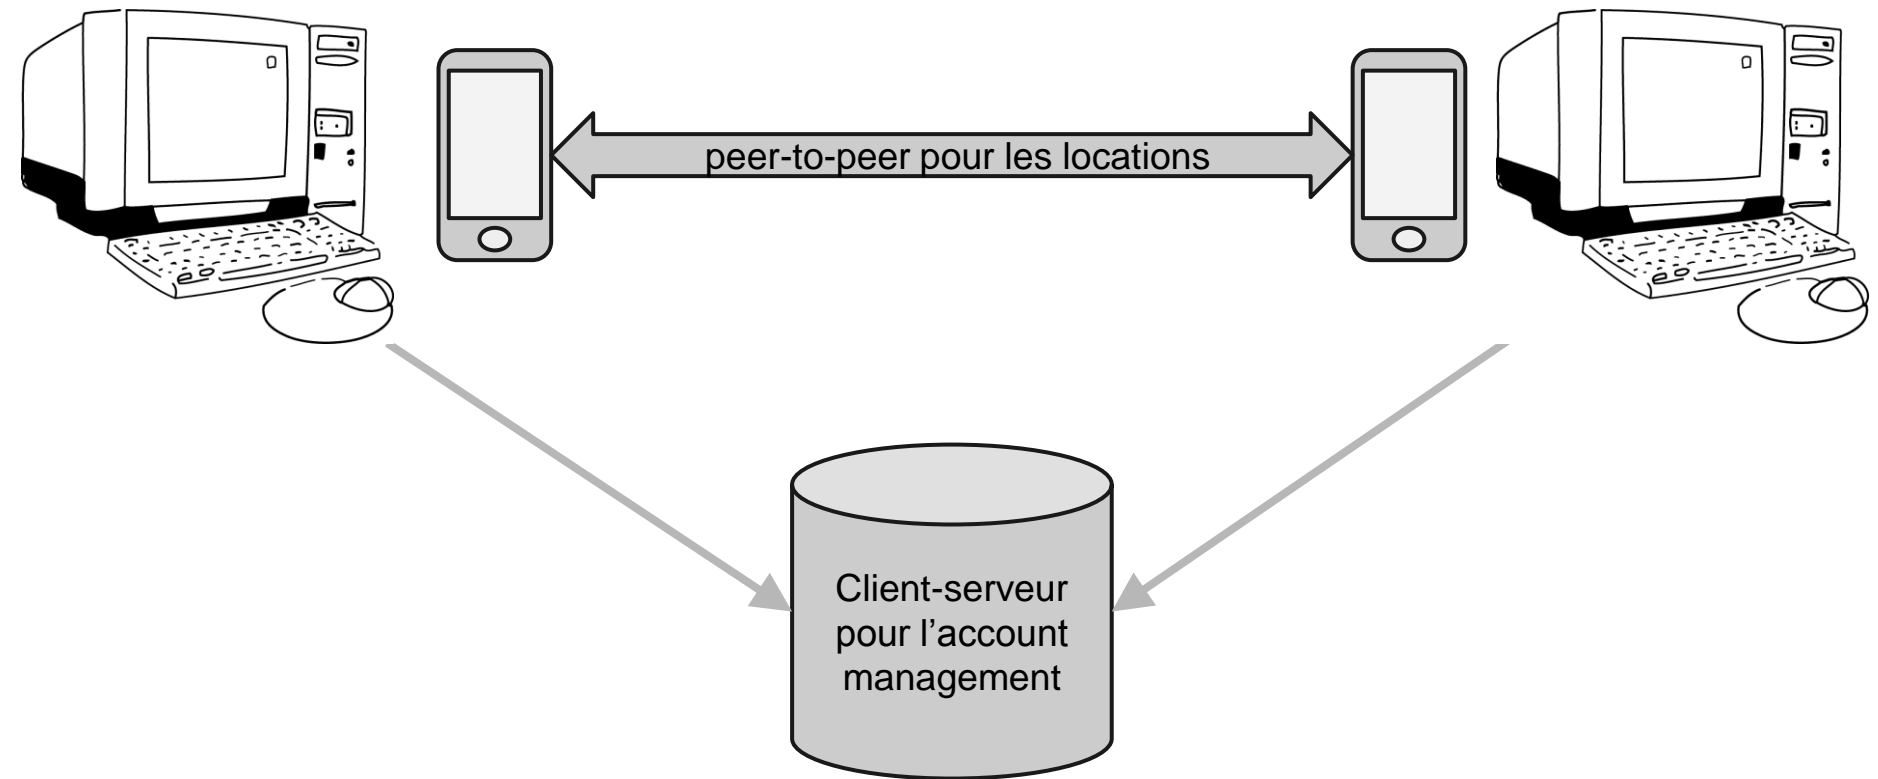 peer-to-peer pour les locations
Client-serveur
pour l’account
management